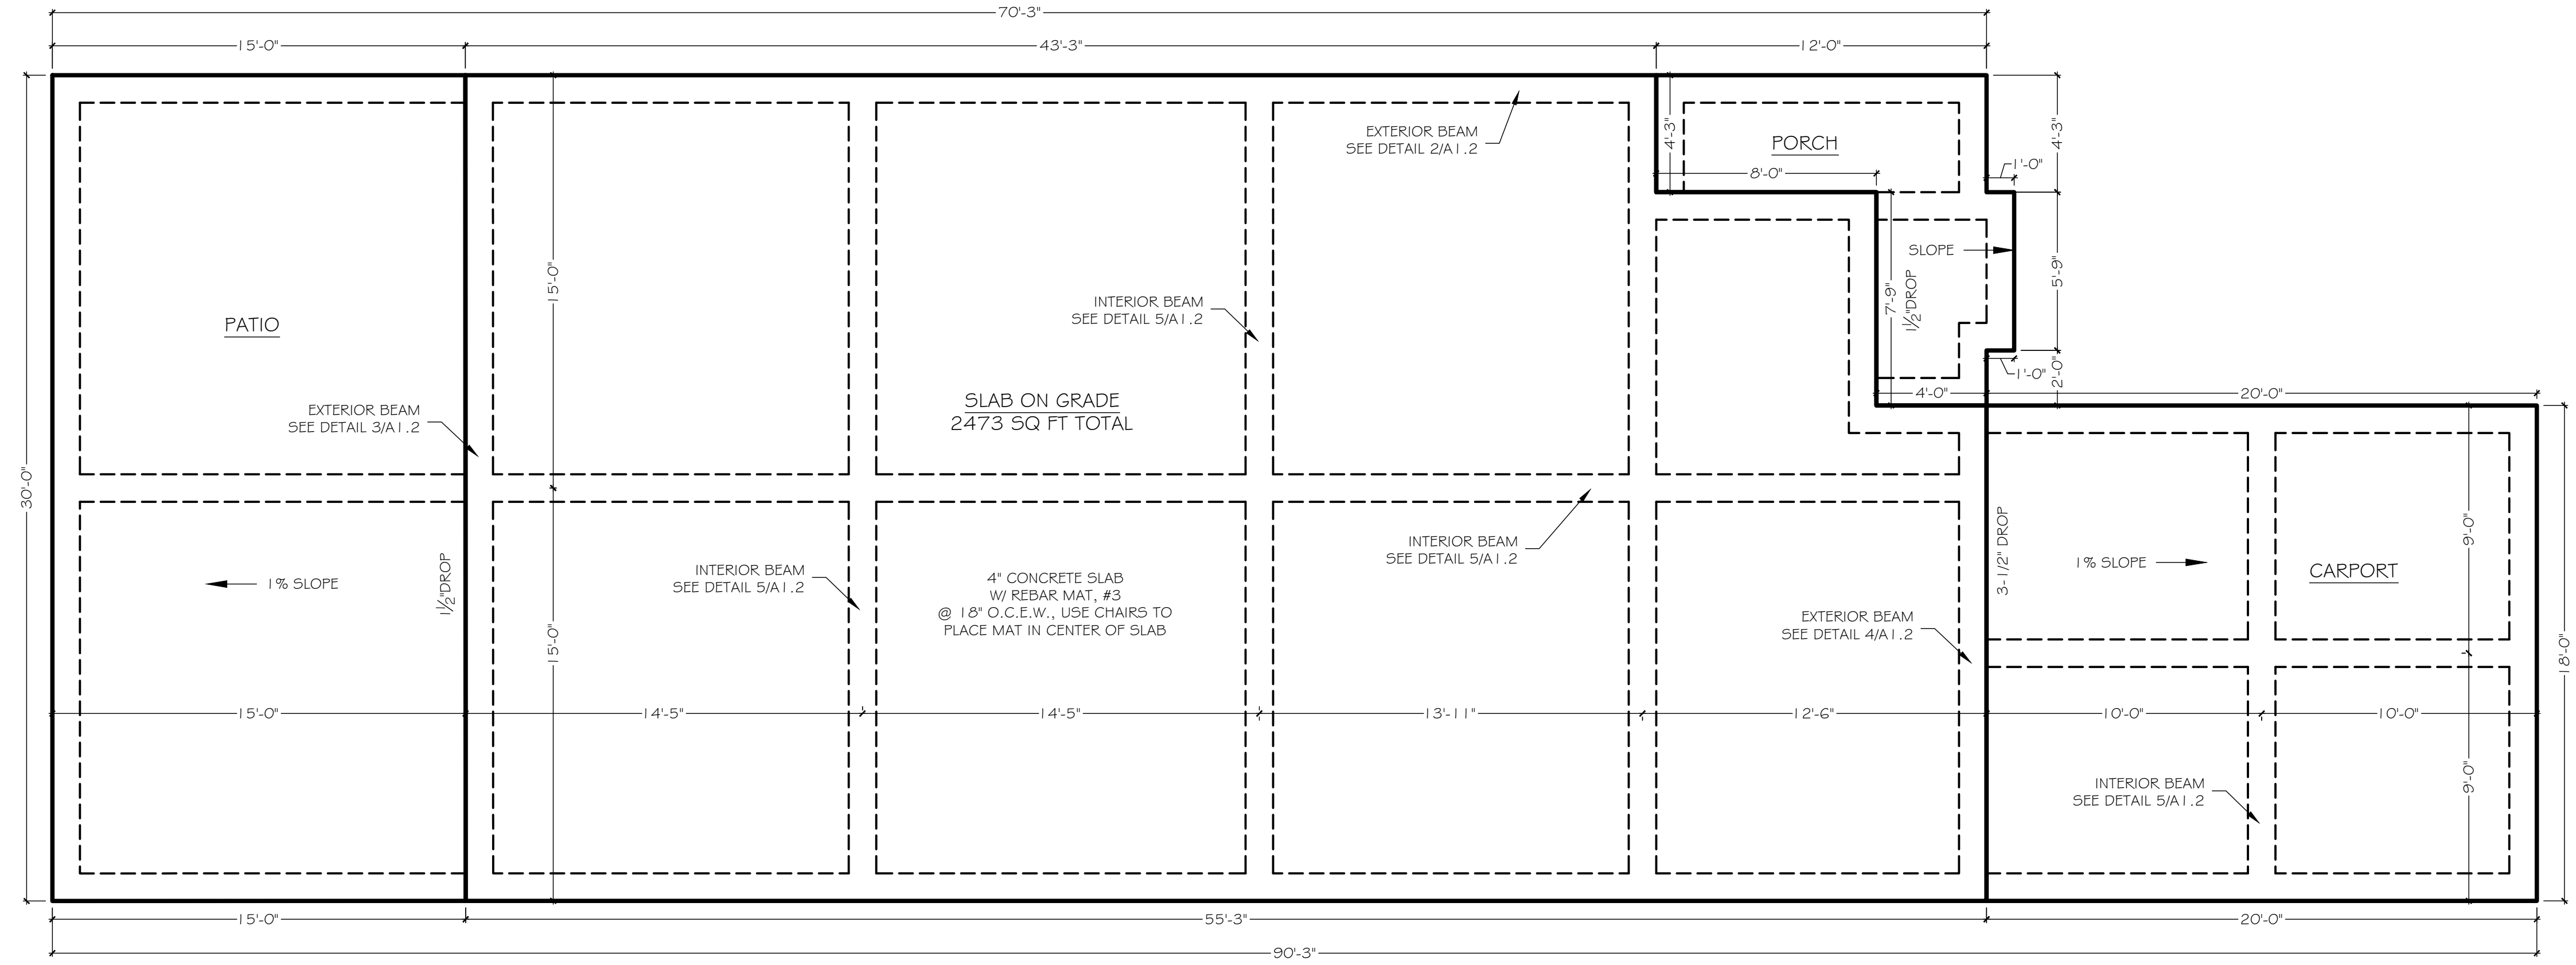 70'-3"
15'-0"
43'-3"
12'-0"
EXTERIOR BEAM
SEE DETAIL 2/A1.2
4'-3"
PORCH
4'-3"
1'-0"
8'-0"
SLOPE
15'-0"
7'-9"
1½"DROP
5'-9"
INTERIOR BEAM
SEE DETAIL 5/A1.2
PATIO
1'-0"
2'-0"
4'-0"
20'-0"
SLAB ON GRADE
2473 SQ FT TOTAL
EXTERIOR BEAM
SEE DETAIL 3/A1.2
30'-0"
INTERIOR BEAM
SEE DETAIL 5/A1.2
3-1/2" DROP
9'-0"
1% SLOPE
CARPORT
1% SLOPE
1½"DROP
INTERIOR BEAM
SEE DETAIL 5/A1.2
4" CONCRETE SLAB
W/ REBAR MAT, #3
@ 18" O.C.E.W., USE CHAIRS TO
PLACE MAT IN CENTER OF SLAB
EXTERIOR BEAM
SEE DETAIL 4/A1.2
15'-0"
18'-0"
15'-0"
14'-5"
14'-5"
13'-11"
12'-6"
10'-0"
10'-0"
INTERIOR BEAM
SEE DETAIL 5/A1.2
9'-0"
15'-0"
55'-3"
20'-0"
90'-3"